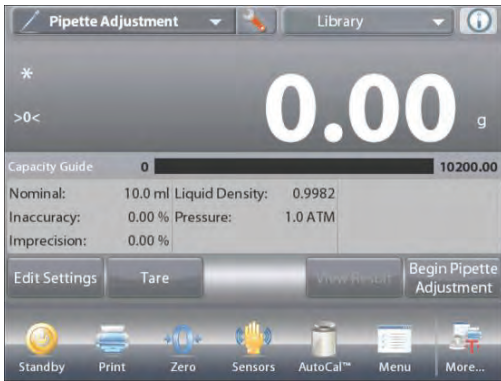 Pipette Adjustment
Library
*
>0<
0.00
g
Capacity Guide 0 10200.00
Nominal: 10.0 ml Liquid Density: 0.9982
Inaccuracy: 0.00 % Pressure: 1.0 ATM
Imprecision: 0.00 %
Edit Settings
Tare
View Result
Begin Pipette
Adjustment
Standby
Print
Zero
Sensors
AutoCal™
Menu
More...